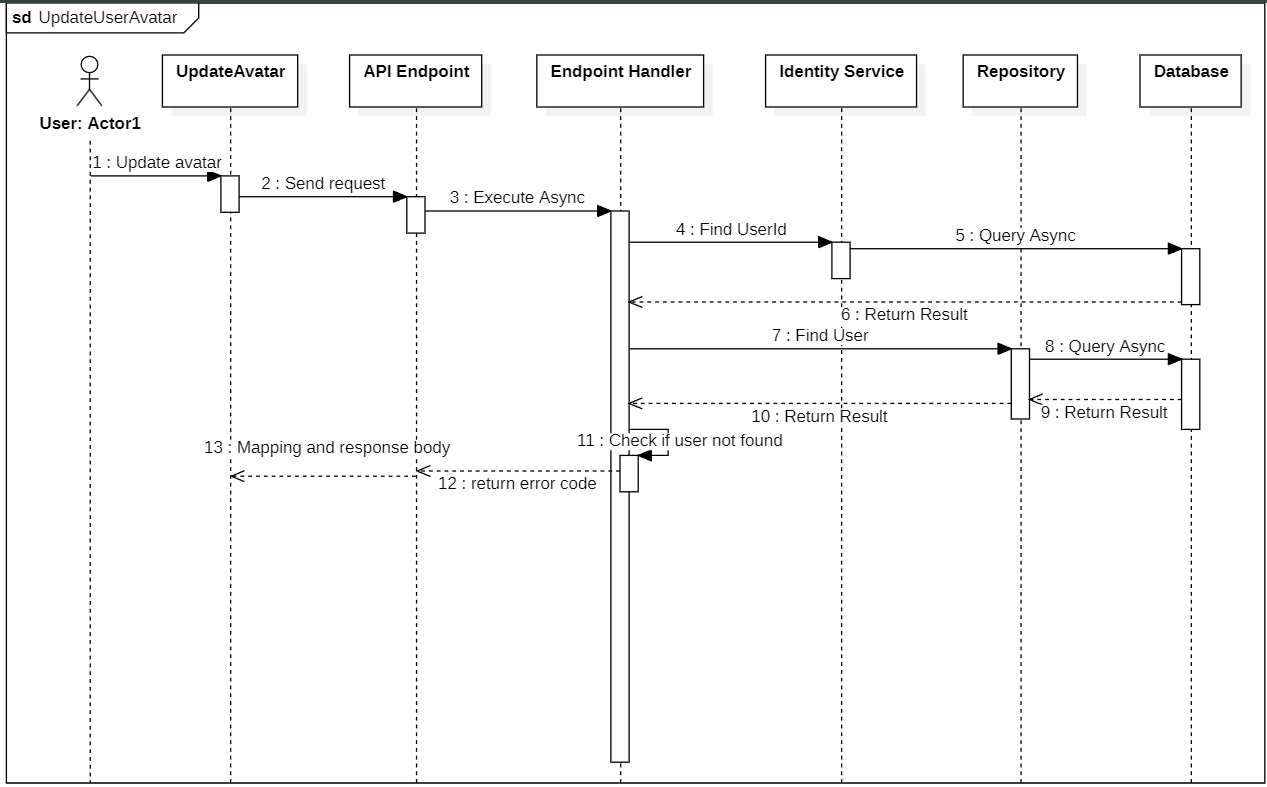 sd UpdateUserAvatar
User: Actor1
UpdateAvatar
API Endpoint
Endpoint Handler
Identity Service
Repository
Database
1 : Update avatar
2 : Send request
3 : Execute Async
4 : Find UserId
5 : Query Async
6 : Return Result
7 : Find User
8 : Query Async
9 : Return Result
10 : Return Result
11 : Check if user not found
12 : return error code
13 : Mapping and response body